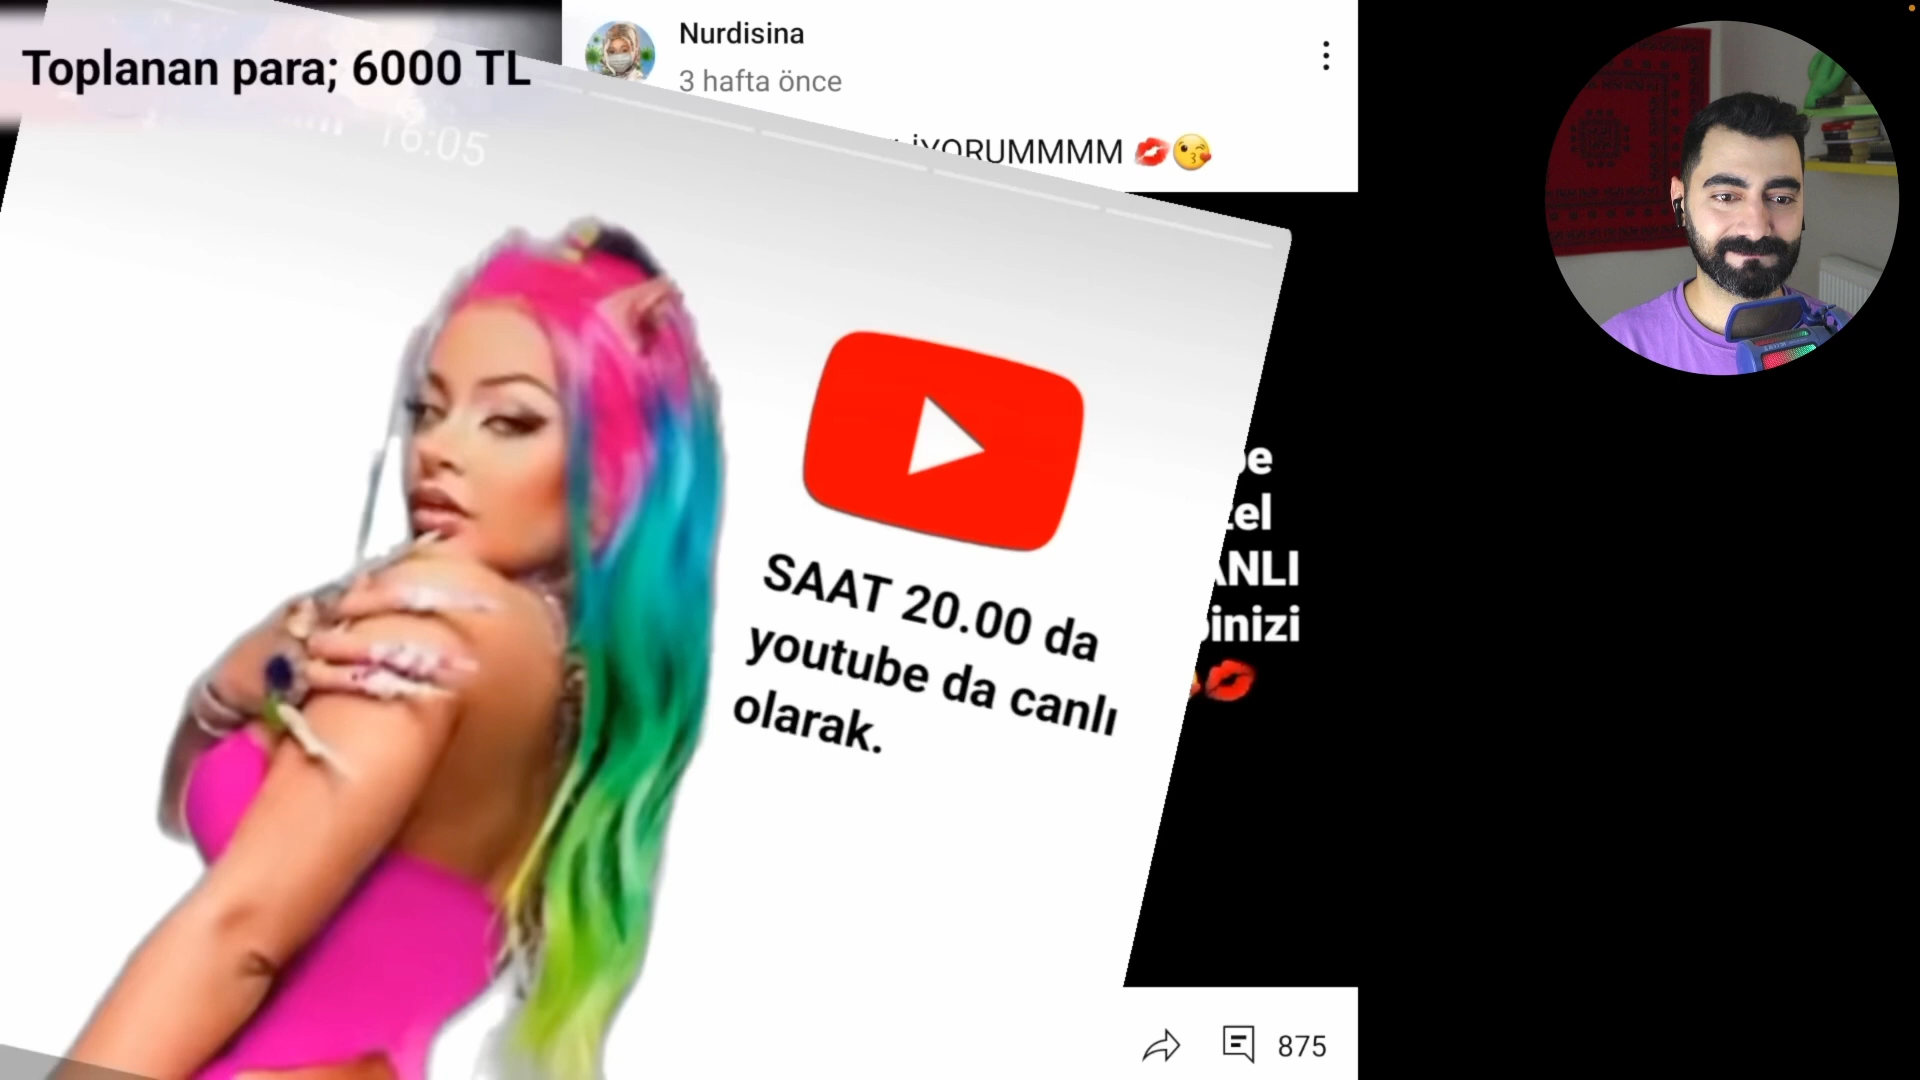 Toplanan para; 6000 TL
Nurdisina
3 hafta önce
16:05
SAAT 20.00 da
youtube da canlı
olarak.
875